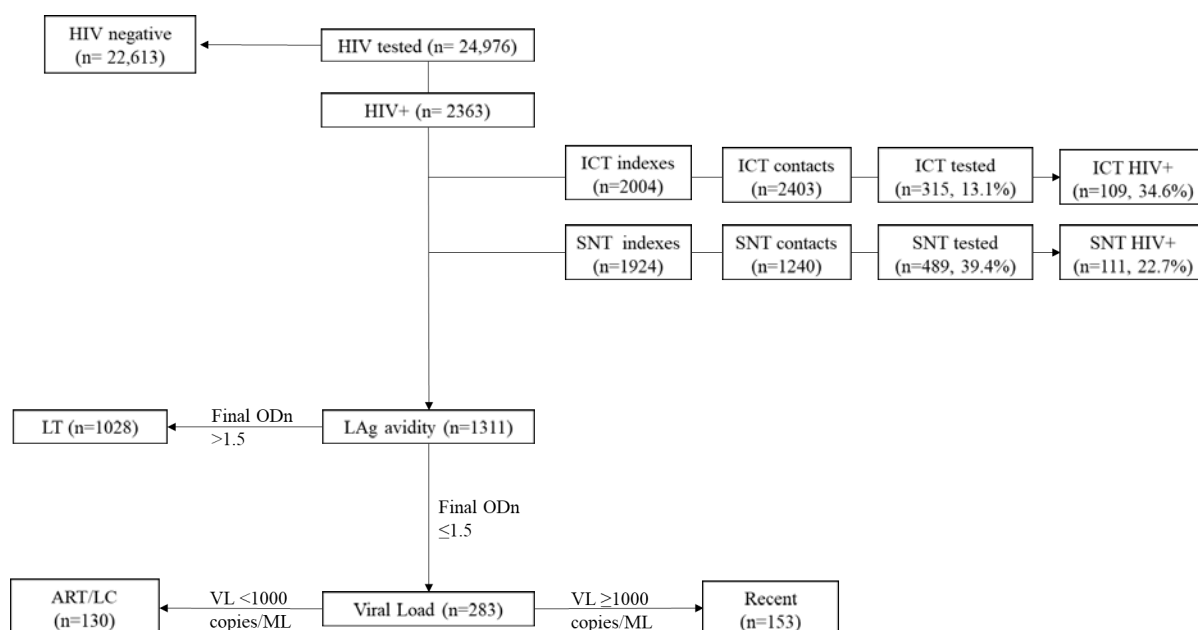 HIV negative
(n= 22,613)
HIV tested (n= 24,976)
HIV+ (n= 2363)
ICT indexes
(n=2004)
ICT contacts
(n=2403)
ICT tested
(n=315, 13.1%)
ICT HIV+
(n=109, 34.6%)
SNT indexes
(n=1924)
SNT contacts
(n=1240)
SNT tested
(n=489, 39.4%)
SNT HIV+
(n=111, 22.7%)
LT (n=1028)
Final ODn
>1.5
LAg avidity (n=1311)
Final ODn
≤1.5
ART/LC
(n=130)
VL <1000
copies/ML
Viral Load (n=283)
VL ≥1000
copies/ML
Recent
(n=153)